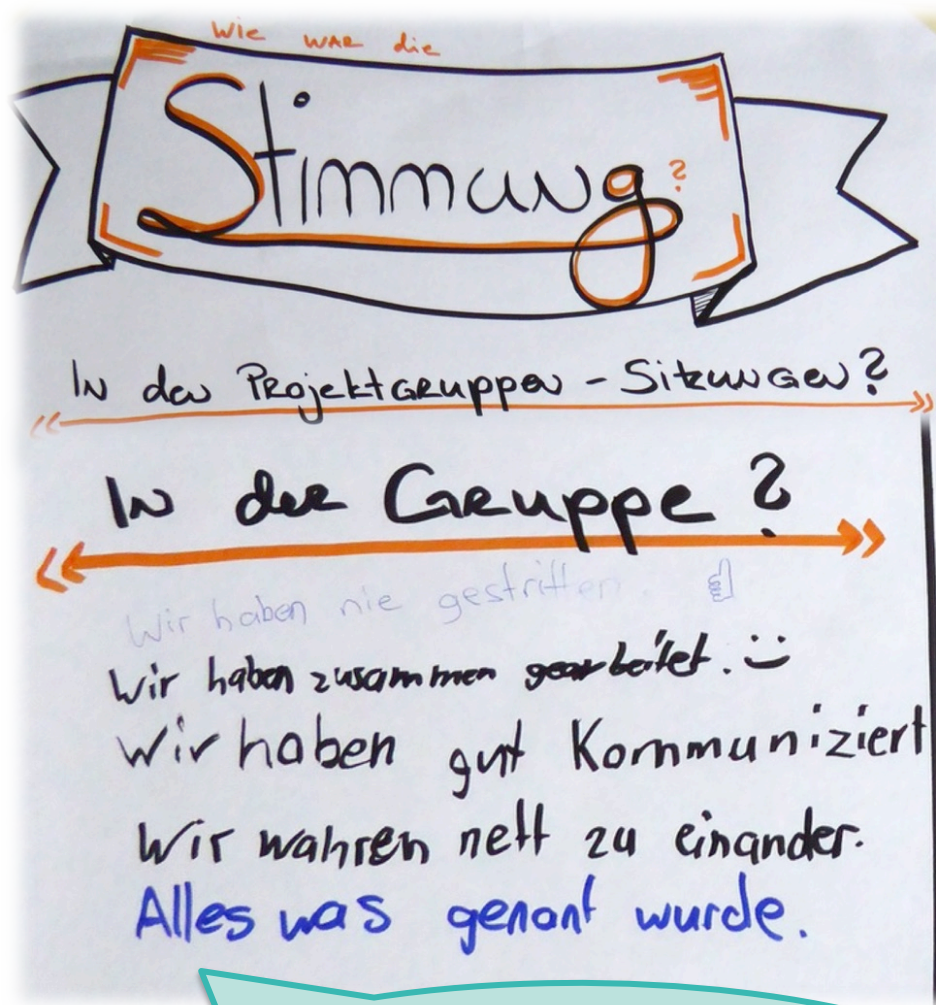 Wie war die
Stimmung?
In den Projektgruppen - Sitzungen?
In der Gruppe?
Wir haben nie gestritten.
Wir haben zusammen gearbeitet. :-)
Wir haben gut Kommuniziert
Wir wahren nett zu einander.
Alles was genant wurde.